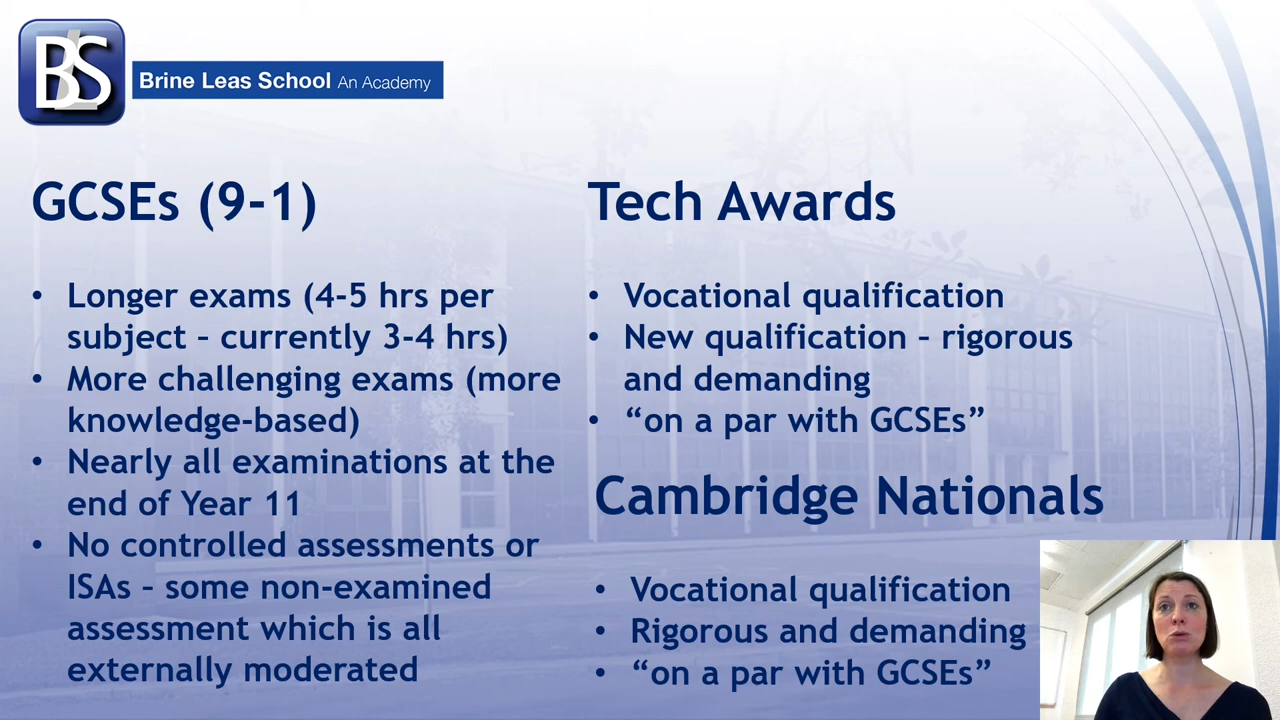 BLS
Brine Leas School An Academy
GCSEs (9-1)
• Longer exams (4-5 hrs per
subject – currently 3-4 hrs)
• More challenging exams (more
knowledge-based)
• Nearly all examinations at the
end of Year 11
• No controlled assessments or
ISAs – some non-examined
assessment which is all
externally moderated
Tech Awards
• Vocational qualification
• New qualification – rigorous
and demanding
• “on a par with GCSEs”
Cambridge Nationals
• Vocational qualification
• Rigorous and demanding
• “on a par with GCSEs”